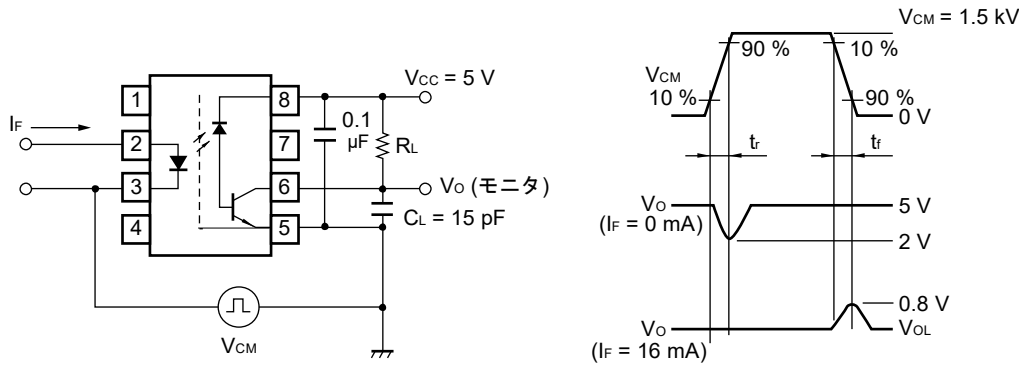 VCC = 5 V
1
8
IF
0.1
μF
RL
2
7
3
6
VO (モニタ)
4
5
CL = 15 pF
VCM
VCM = 1.5 kV
90 %
10 %
VCM
10 %
90 %
0 V
tr
tf
VO
(IF = 0 mA)
5 V
2 V
0.8 V
VO
VOL
(IF = 16 mA)